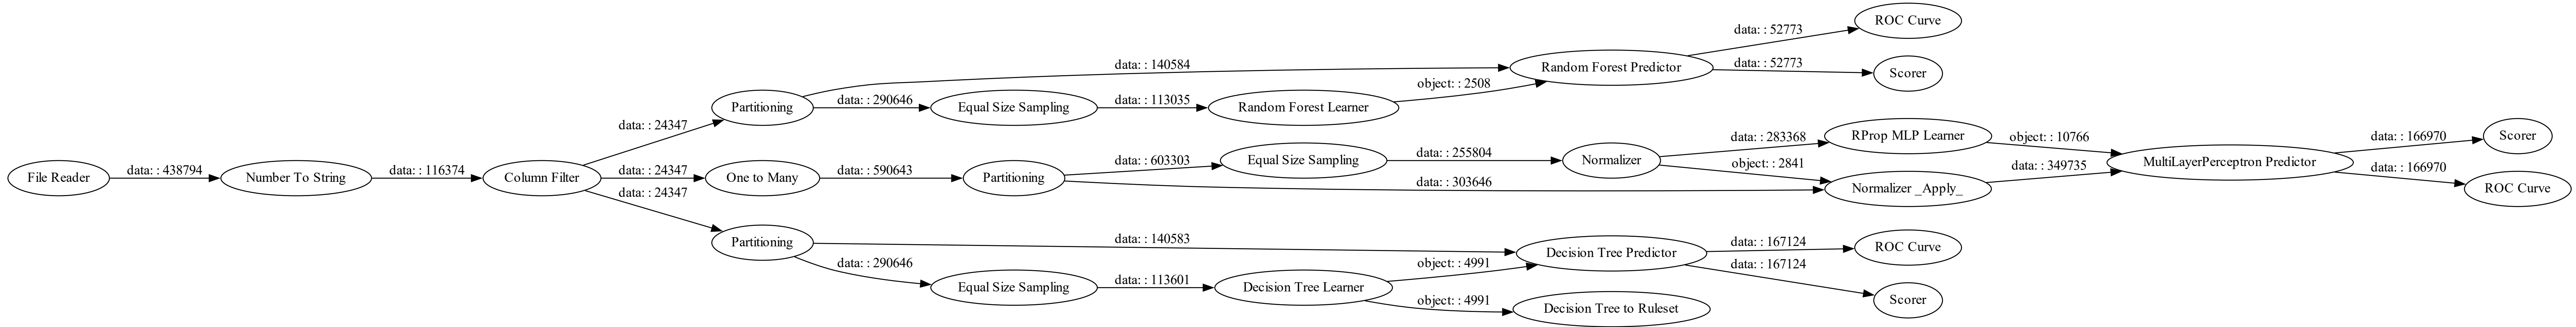 File Reader
data: : 438794
Number To String
data: : 116374
Column Filter
data: : 24347
data: : 24347
data: : 24347
Partitioning
data: : 140584
data: : 290646
Equal Size Sampling
data: : 113035
Random Forest Learner
object: : 2508
Random Forest Predictor
data: : 52773
ROC Curve
data: : 52773
Scorer
One to Many
data: : 590643
Partitioning
data: : 603303
Equal Size Sampling
data: : 255804
Normalizer
data: : 283368
RProp MLP Learner
object: : 10766
object: : 2841
data: : 303646
Normalizer _Apply_
data: : 349735
MultiLayerPerceptron Predictor
data: : 166970
Scorer
data: : 166970
ROC Curve
Partitioning
data: : 140583
data: : 290646
Equal Size Sampling
data: : 113601
Decision Tree Learner
object: : 4991
Decision Tree Predictor
data: : 167124
ROC Curve
data: : 167124
Scorer
object: : 4991
Decision Tree to Ruleset